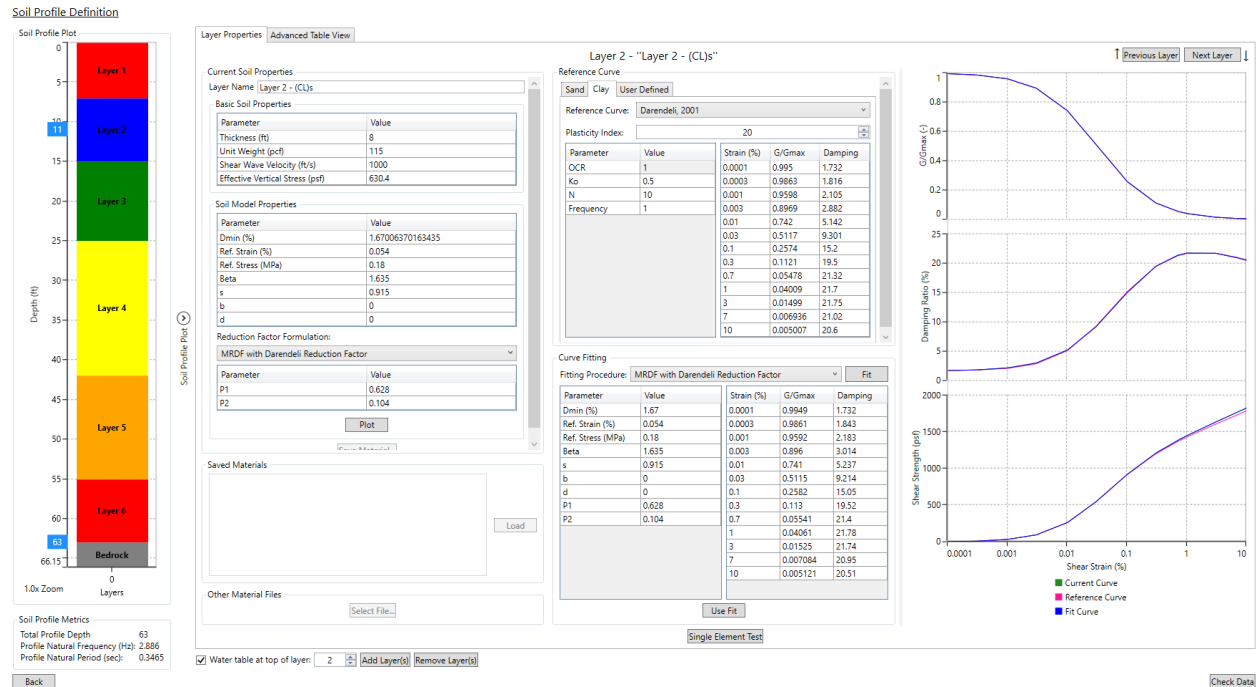 Soil Profile Definition
Soil Profile Plot
0
5
10
11
15
20
25
30
35
40
45
50
55
60
63
66.15
Depth (ft)
Layer 1
Layer 2
Layer 3
Layer 4
Layer 5
Layer 6
Bedrock
0
1.0x Zoom
Layers
Soil Profile Metrics
Total Profile Depth 63
Profile Natural Frequency (Hz): 2.886
Profile Natural Period (sec): 0.3465
Back
Soil Profile Plot
Layer Properties Advanced Table View
Layer 2 - "Layer 2 - (CL)s"
↑ Previous Layer Next Layer ↓
Current Soil Properties
Layer Name Layer 2 - (CL)s
Basic Soil Properties
Parameter Value
Thickness (ft) 8
Unit Weight (pcf) 115
Shear Wave Velocity (ft/s) 1000
Effective Vertical Stress (psf) 630.4
Soil Model Properties
Parameter Value
Dmin (%) 1.67006370163435
Ref. Strain (%) 0.054
Ref. Stress (MPa) 0.18
Beta 1.635
s 0.915
b 0
d 0
Reduction Factor Formulation:
MRDF with Darendeli Reduction Factor
Parameter Value
P1 0.628
P2 0.104
Plot
Save Material
Saved Materials
Load
Other Material Files
Select File...
Water table at top of layer: 2 Add Layer(s) Remove Layer(s)
Reference Curve
Sand Clay User Defined
Reference Curve: Darendeli, 2001
Plasticity Index: 20
Parameter Value
OCR 1
Ko 0.5
N 10
Frequency 1
Strain (%) G/Gmax Damping
0.0001 0.995 1.732
0.0003 0.9863 1.816
0.001 0.9598 2.105
0.003 0.8969 2.882
0.01 0.742 5.142
0.03 0.5117 9.301
0.1 0.2574 15.2
0.3 0.1121 19.5
0.7 0.05478 21.32
1 0.04009 21.7
3 0.01499 21.75
7 0.006936 21.02
10 0.005007 20.6
Curve Fitting
Fitting Procedure: MRDF with Darendeli Reduction Factor Fit
Parameter Value
Dmin (%) 1.67
Ref. Strain (%) 0.054
Ref. Stress (MPa) 0.18
Beta 1.635
s 0.915
b 0
d 0
P1 0.628
P2 0.104
Strain (%) G/Gmax Damping
0.0001 0.9949 1.732
0.0003 0.9861 1.843
0.001 0.9592 2.183
0.003 0.896 3.014
0.01 0.741 5.237
0.03 0.5115 9.214
0.1 0.2582 15.05
0.3 0.113 19.52
0.7 0.05541 21.4
1 0.04061 21.78
3 0.01525 21.74
7 0.007084 20.95
10 0.005121 20.51
Use Fit
Single Element Test
G/Gmax (-)
1
0.8
0.6
0.4
0.2
0
Damping Ratio (%)
25
20
15
10
5
0
Shear Strength (psf)
2000
1500
1000
500
0
0.0001 0.001 0.01 0.1 1 10
Shear Strain (%)
Current Curve
Reference Curve
Fit Curve
Check Data